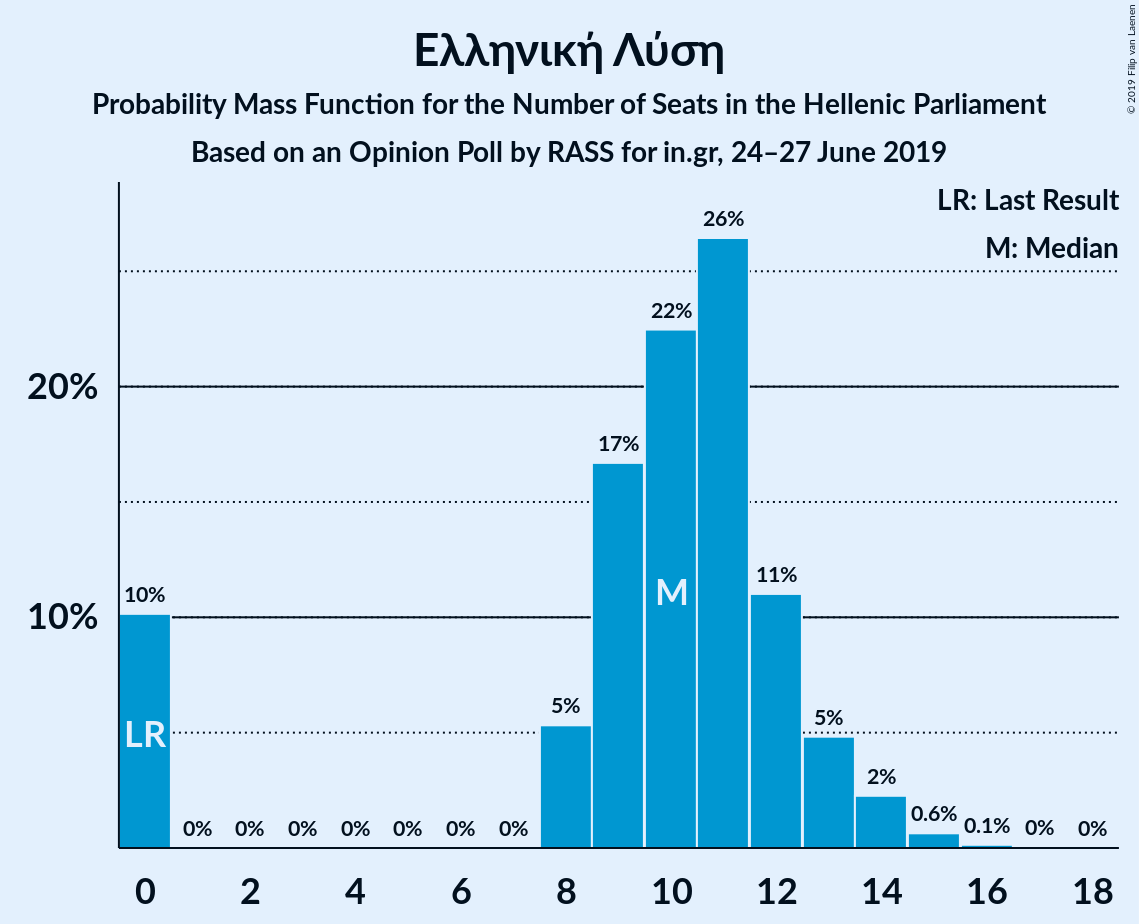 Ελληνική Λύση
Probability Mass Function for the Number of Seats in the Hellenic Parliament
Based on an Opinion Poll by RASS for in.gr, 24–27 June 2019
© 2019 Filip van Laenen
LR: Last Result
M: Median
26%
22%
20%
17%
10%
11%
10%
M
LR
5%
5%
2%
0.6%
0.1%
0% 0% 0% 0% 0% 0% 0% 0% 0%
0 2 4 6 8 10 12 14 16 18